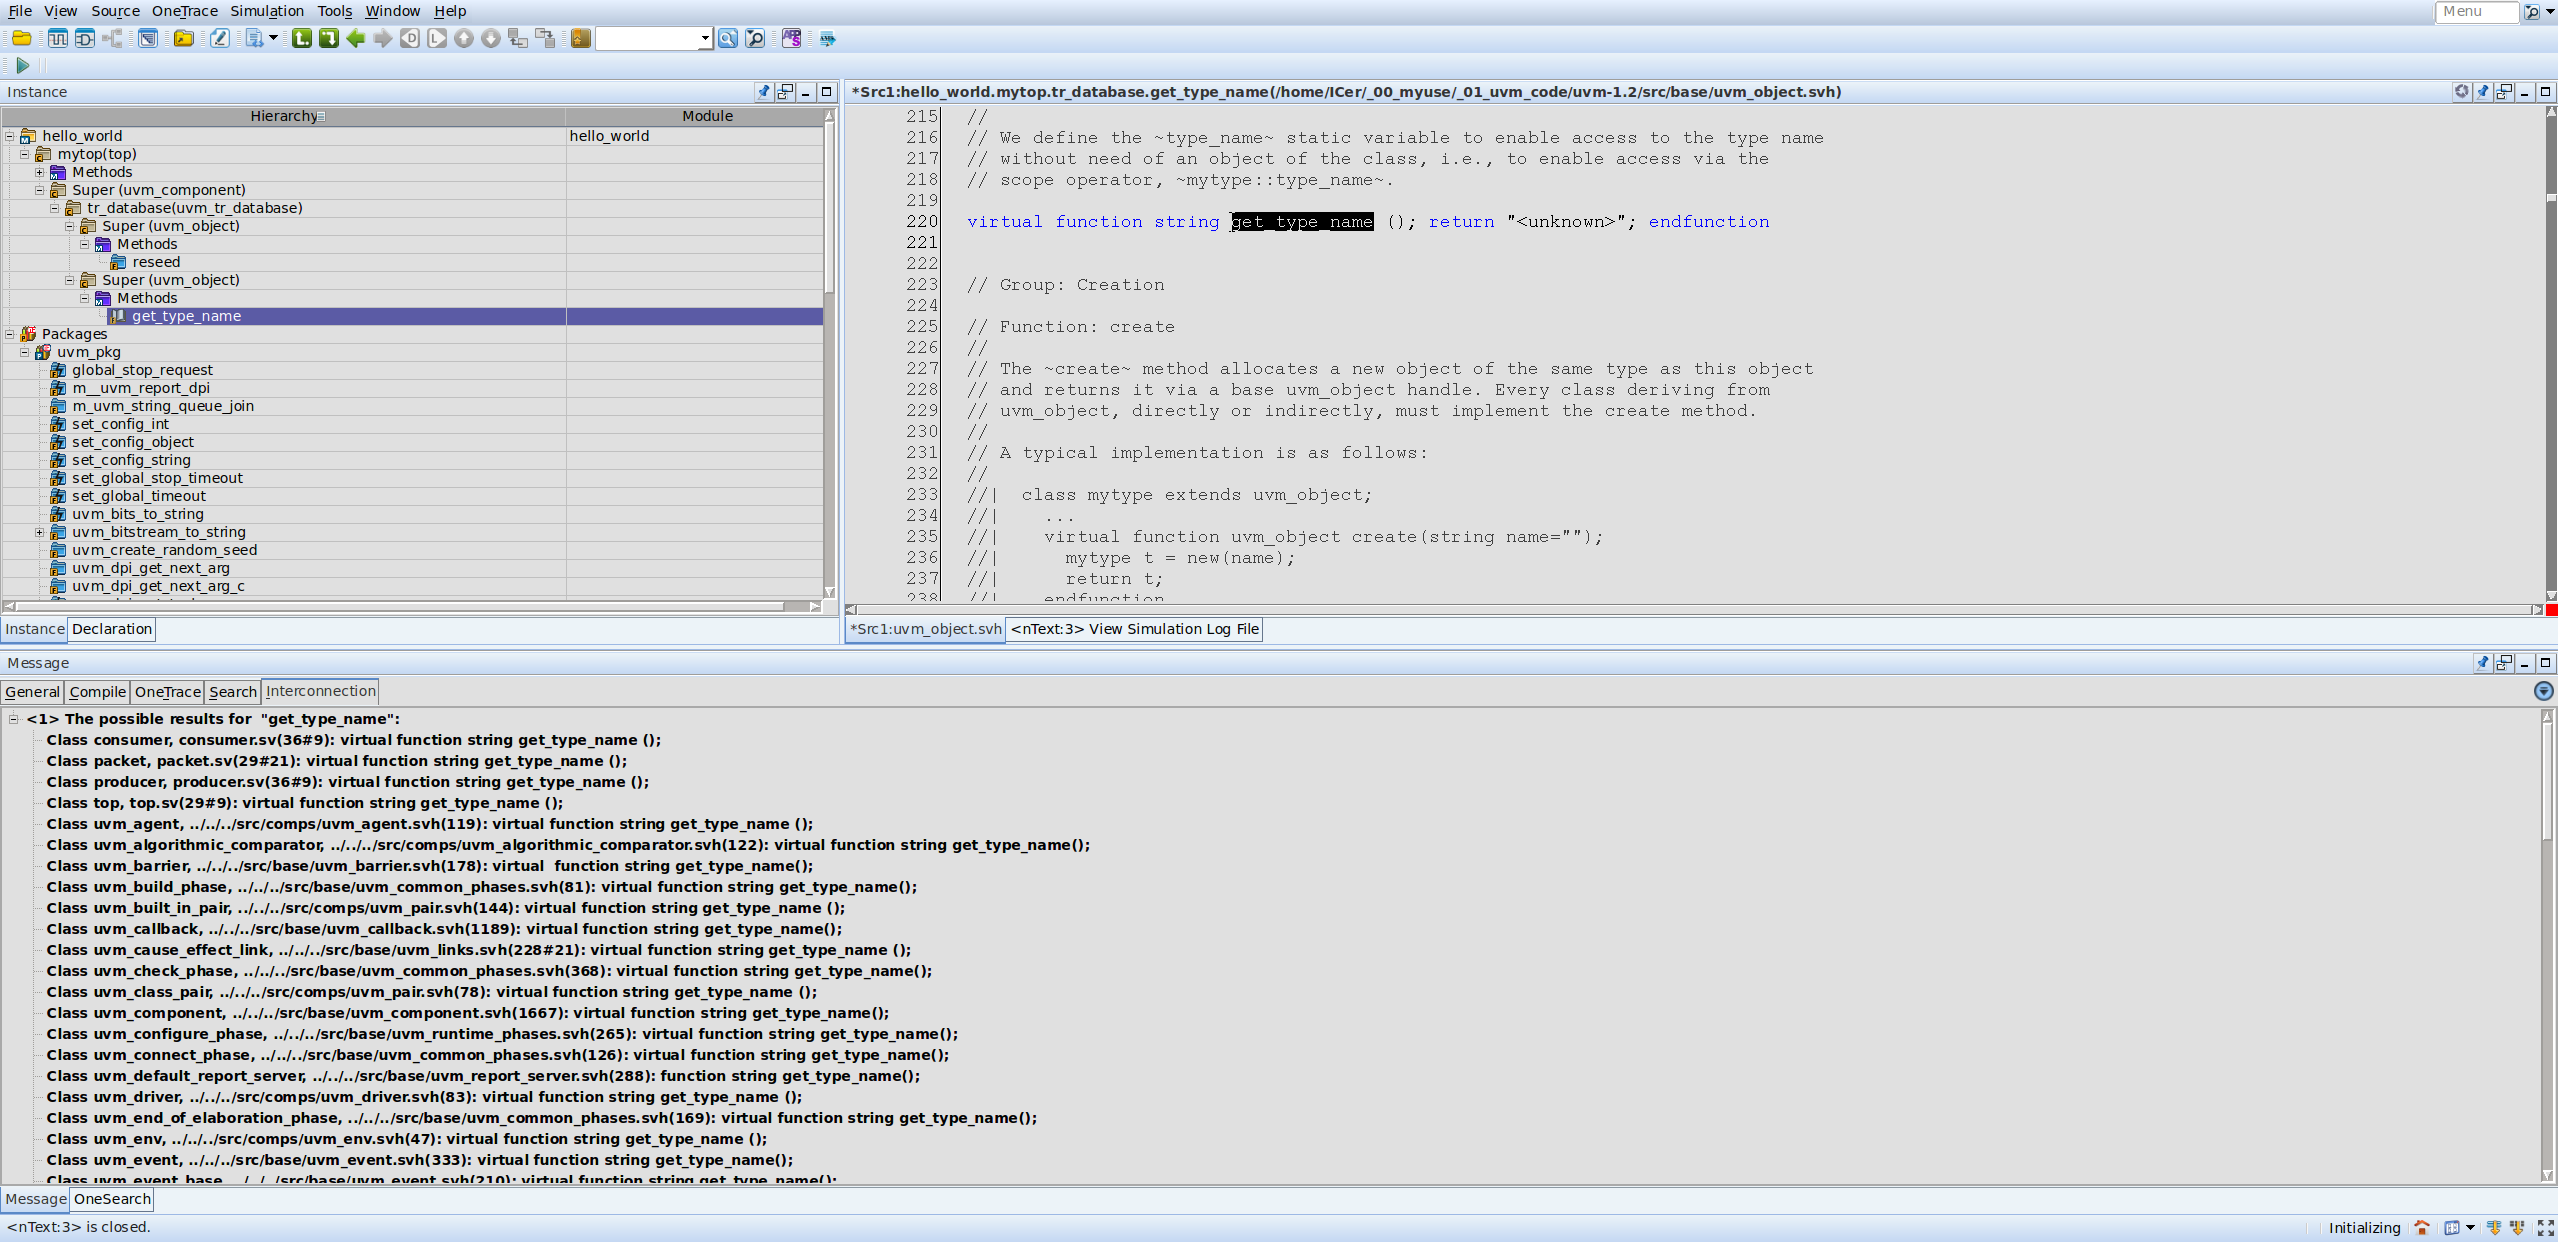 File View Source OneTrace Simulation Tools Window Help
Menu
Instance
Hierarchy Module
hello_world hello_world
mytop(top)
Methods
Super (uvm_component)
tr_database(uvm_tr_database)
Super (uvm_object)
Methods
reseed
Super (uvm_object)
Methods
get_type_name
Packages
uvm_pkg
global_stop_request
m__uvm_report_dpi
m_uvm_string_queue_join
set_config_int
set_config_object
set_config_string
set_global_stop_timeout
set_global_timeout
uvm_bits_to_string
uvm_bitstream_to_string
uvm_create_random_seed
uvm_dpi_get_next_arg
uvm_dpi_get_next_arg_c
Instance Declaration
*Src1:hello_world.mytop.tr_database.get_type_name(/home/ICer/_00_myuse/_01_uvm_code/uvm-1.2/src/base/uvm_object.svh)
215 //
216 // We define the ~type_name~ static variable to enable access to the type name
217 // without need of an object of the class, i.e., to enable access via the
218 // scope operator, ~mytype::type_name~.
219
220 virtual function string get_type_name (); return "<unknown>"; endfunction
221
222
223 // Group: Creation
224
225 // Function: create
226 //
227 // The ~create~ method allocates a new object of the same type as this object
228 // and returns it via a base uvm_object handle. Every class deriving from
229 // uvm_object, directly or indirectly, must implement the create method.
230 //
231 // A typical implementation is as follows:
232 //
233 //|  class mytype extends uvm_object;
234 //|    ...
235 //|    virtual function uvm_object create(string name="");
236 //|      mytype t = new(name);
237 //|      return t;
238 //|    endfunction
*Src1:uvm_object.svh <nText:3> View Simulation Log File
Message
General Compile OneTrace Search Interconnection
<1> The possible results for  "get_type_name":
Class consumer, consumer.sv(36#9): virtual function string get_type_name ();
Class packet, packet.sv(29#21): virtual function string get_type_name ();
Class producer, producer.sv(36#9): virtual function string get_type_name ();
Class top, top.sv(29#9): virtual function string get_type_name ();
Class uvm_agent, ../../../src/comps/uvm_agent.svh(119): virtual function string get_type_name ();
Class uvm_algorithmic_comparator, ../../../src/comps/uvm_algorithmic_comparator.svh(122): virtual function string get_type_name();
Class uvm_barrier, ../../../src/base/uvm_barrier.svh(178): virtual  function string get_type_name();
Class uvm_build_phase, ../../../src/base/uvm_common_phases.svh(81): virtual function string get_type_name();
Class uvm_built_in_pair, ../../../src/comps/uvm_pair.svh(144): virtual function string get_type_name ();
Class uvm_callback, ../../../src/base/uvm_callback.svh(1189): virtual function string get_type_name();
Class uvm_cause_effect_link, ../../../src/base/uvm_links.svh(228#21): virtual function string get_type_name ();
Class uvm_check_phase, ../../../src/base/uvm_common_phases.svh(368): virtual function string get_type_name();
Class uvm_class_pair, ../../../src/comps/uvm_pair.svh(78): virtual function string get_type_name ();
Class uvm_component, ../../../src/base/uvm_component.svh(1667): virtual function string get_type_name();
Class uvm_configure_phase, ../../../src/base/uvm_runtime_phases.svh(265): virtual function string get_type_name();
Class uvm_connect_phase, ../../../src/base/uvm_common_phases.svh(126): virtual function string get_type_name();
Class uvm_default_report_server, ../../../src/base/uvm_report_server.svh(288): function string get_type_name();
Class uvm_driver, ../../../src/comps/uvm_driver.svh(83): virtual function string get_type_name ();
Class uvm_end_of_elaboration_phase, ../../../src/base/uvm_common_phases.svh(169): virtual function string get_type_name();
Class uvm_env, ../../../src/comps/uvm_env.svh(47): virtual function string get_type_name ();
Class uvm_event, ../../../src/base/uvm_event.svh(333): virtual function string get_type_name();
Class uvm_event_base, ../../../src/base/uvm_event.svh(210): virtual function string get_type_name();
Message OneSearch
<nText:3> is closed.
Initializing